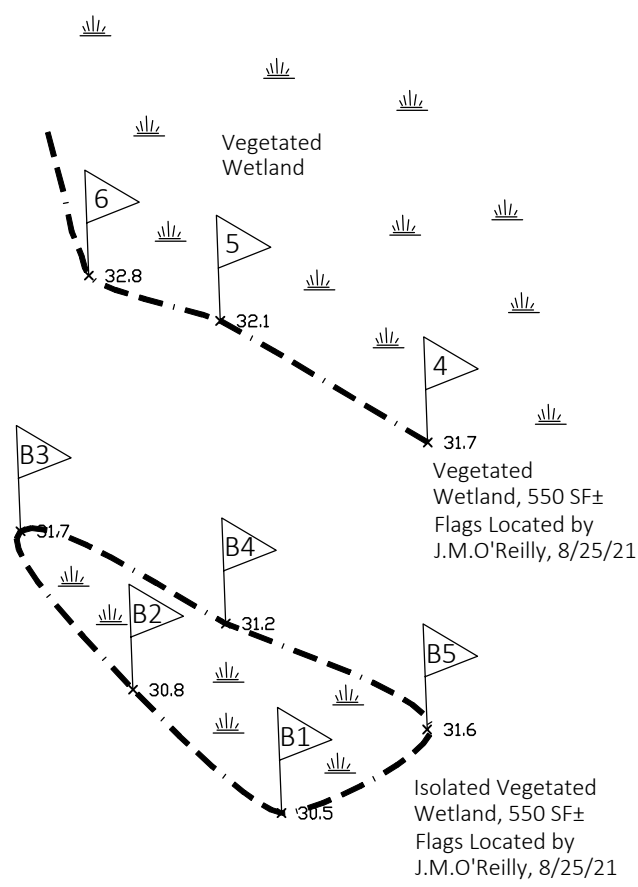 Vegetated
Wetland
6
5
32.8
32.1
4
31.7
Vegetated
Wetland, 550 SF±
Flags Located by
J.M.O'Reilly, 8/25/21
B3
31.7
B4
31.2
B2
30.8
B5
31.6
B1
30.5
Isolated Vegetated
Wetland, 550 SF±
Flags Located by
J.M.O'Reilly, 8/25/21